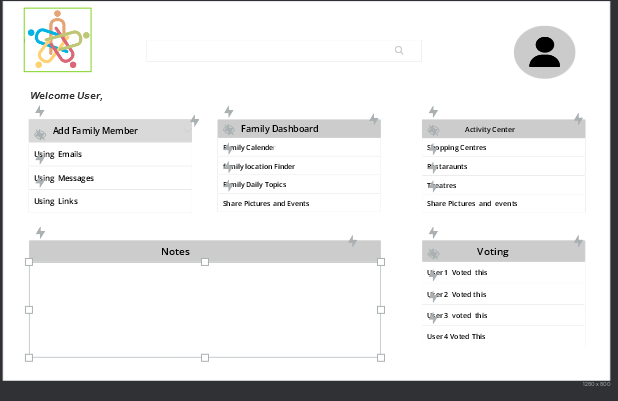 Welcome User,
Add Family Member
Using Emails
Using Messages
Using Links
Family Dashboard
Family Calender
family location Finder
Family Daily Topics
Share Pictures and Events
Activity Center
Shopping Centres
Restaraunts
Theatres
Share Pictures and events
Notes
Voting
User 1 Voted this
User 2 Voted this
User 3 voted this
User 4 Voted This
1280 x 800